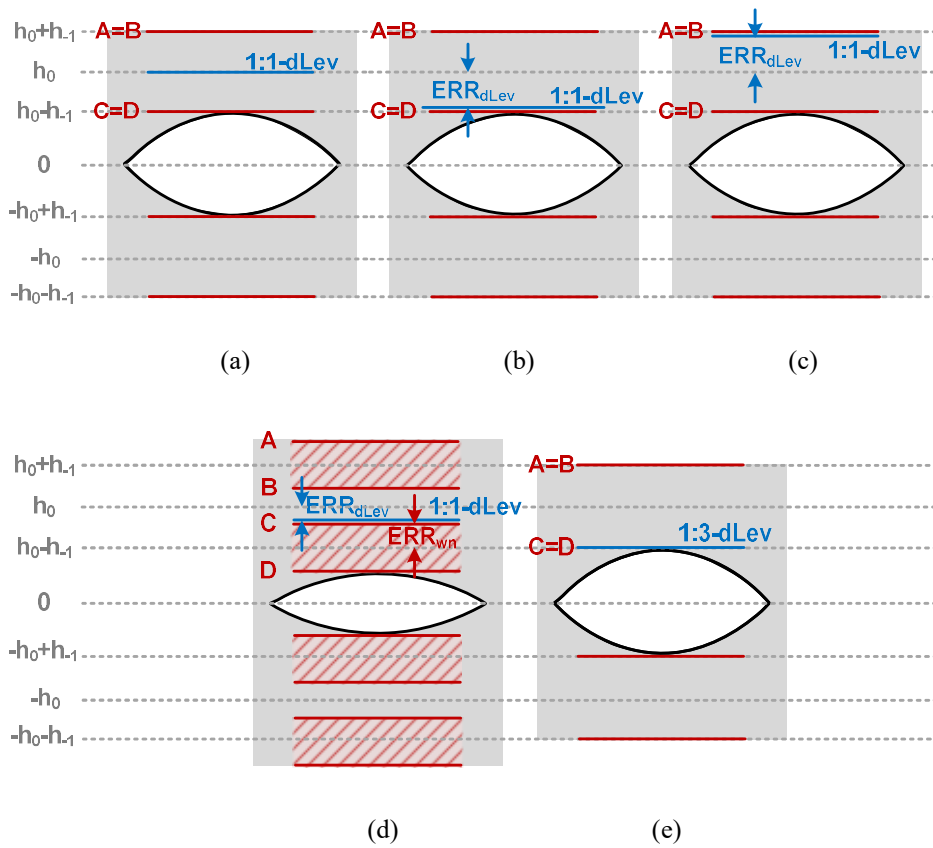 h0+h-1
h0
h0-h-1
0
-h0+h-1
-h0
-h0-h-1
A=B
1:1-dLev
C=D
(a)
A=B
ERRdLev
1:1-dLev
C=D
(b)
A=B
1:1-dLev
ERRdLev
C=D
(c)
h0+h-1
h0
h0-h-1
0
-h0+h-1
-h0
-h0-h-1
A
B
ERRdLev
1:1-dLev
C
ERRwn
D
(d)
A=B
1:3-dLev
C=D
(e)